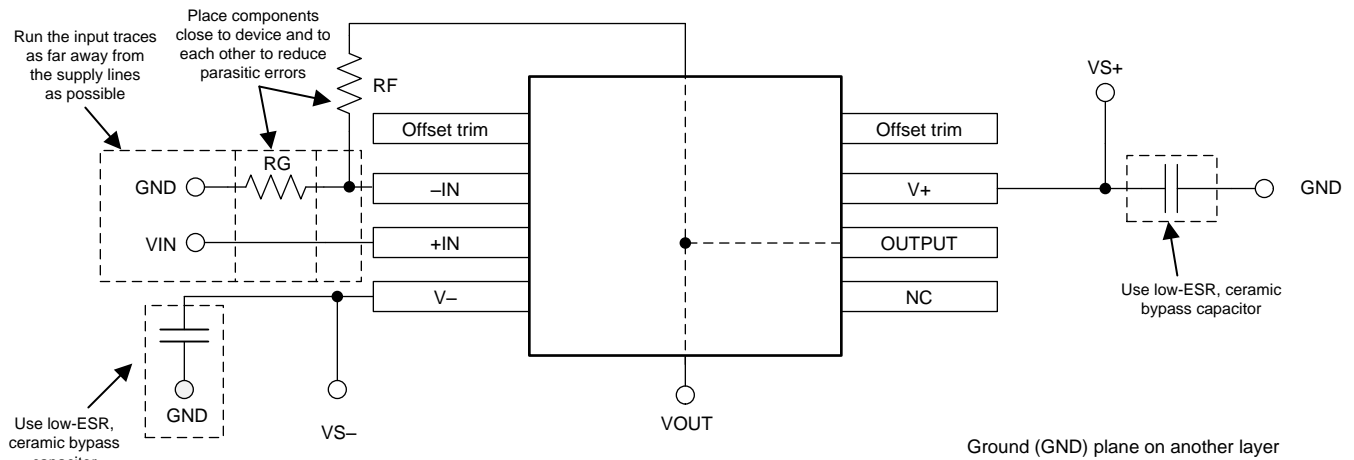 Run the input traces
as far away from
the supply lines
as possible
Place components
close to device and to
each other to reduce
parasitic errors
RF
VS+
Offset trim
Offset trim
RG
GND
–IN
V+
GND
VIN
+IN
OUTPUT
V–
NC
Use low-ESR, ceramic
bypass capacitor
GND
VS–
VOUT
Use low-ESR,
ceramic bypass
capacitor
Ground (GND) plane on another layer